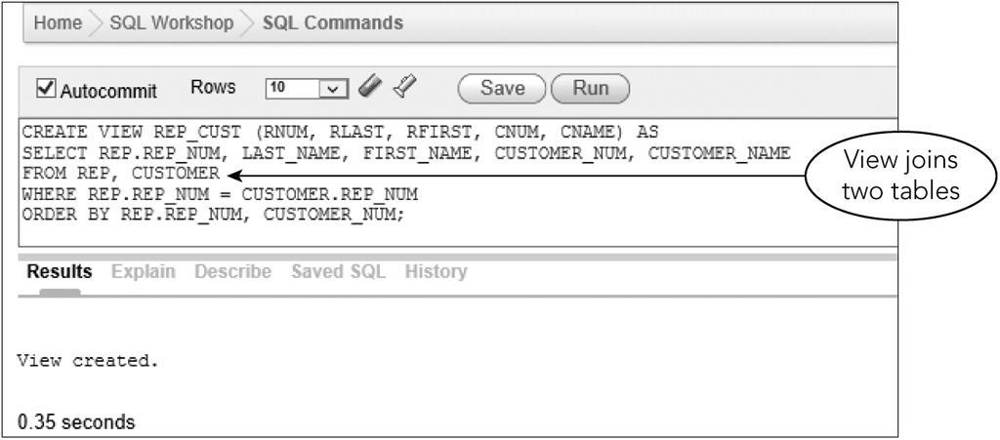 Home SQL Workshop SQL Commands
Autocommit Rows 10 Save Run
CREATE VIEW REP_CUST (RNUM, RLAST, RFIRST, CNUM, CNAME) AS
SELECT REP.REP_NUM, LAST_NAME, FIRST_NAME, CUSTOMER_NUM, CUSTOMER_NAME
FROM REP, CUSTOMER
WHERE REP.REP_NUM = CUSTOMER.REP_NUM
ORDER BY REP.REP_NUM, CUSTOMER_NUM;
View joins
two tables
Results Explain Describe Saved SQL History
View created.
0.35 seconds